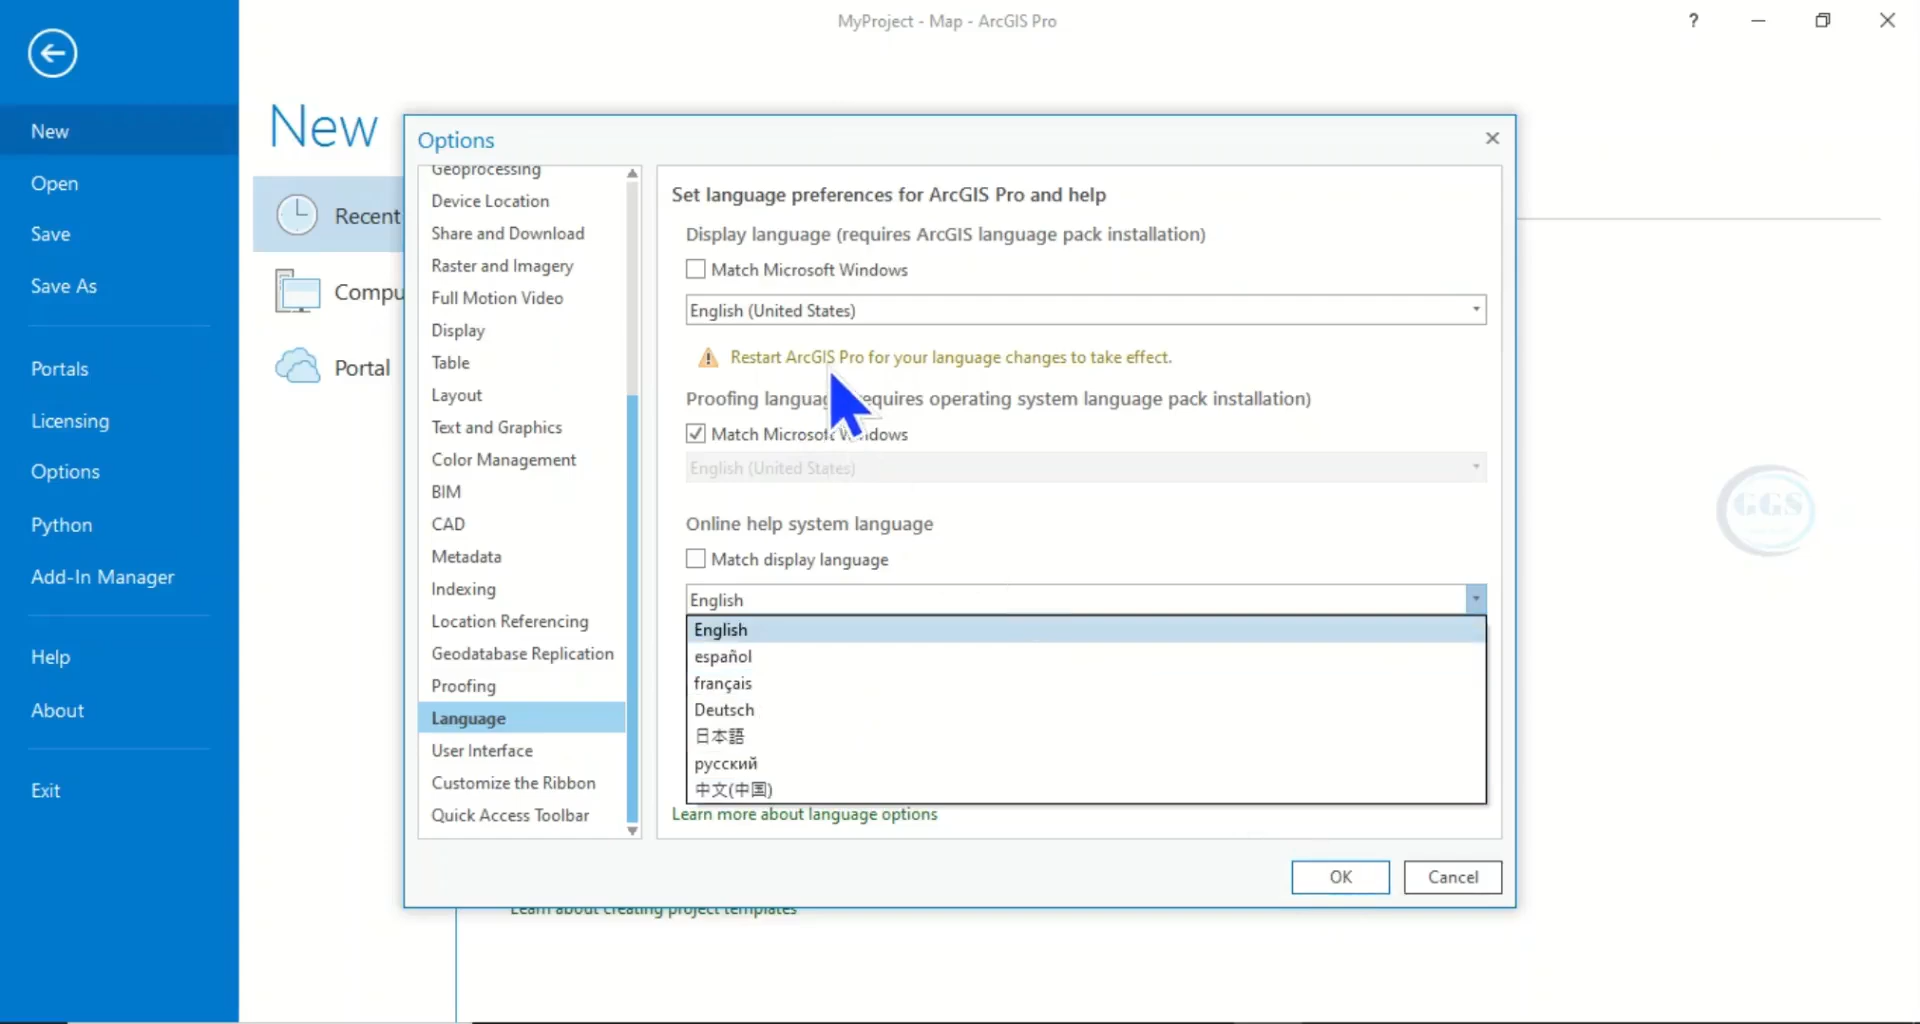 MyProject - Map - ArcGIS Pro
?
New
Open
Save
Save As
Portals
Licensing
Options
Python
Add-In Manager
Help
About
Exit
New
Recent
Compu
Portal
Options
Geoprocessing
Device Location
Share and Download
Raster and Imagery
Full Motion Video
Display
Table
Layout
Text and Graphics
Color Management
BIM
CAD
Metadata
Indexing
Location Referencing
Geodatabase Replication
Proofing
Language
User Interface
Customize the Ribbon
Quick Access Toolbar
Set language preferences for ArcGIS Pro and help
Display language (requires ArcGIS language pack installation)
Match Microsoft Windows
English (United States)
Restart ArcGIS Pro for your language changes to take effect.
Proofing language (requires operating system language pack installation)
Match Microsoft Windows
English (United States)
Online help system language
Match display language
English
English
español
français
Deutsch
日本語
русский
中文(中国)
Learn more about language options
OK
Cancel
Learn about creating project templates
GGS